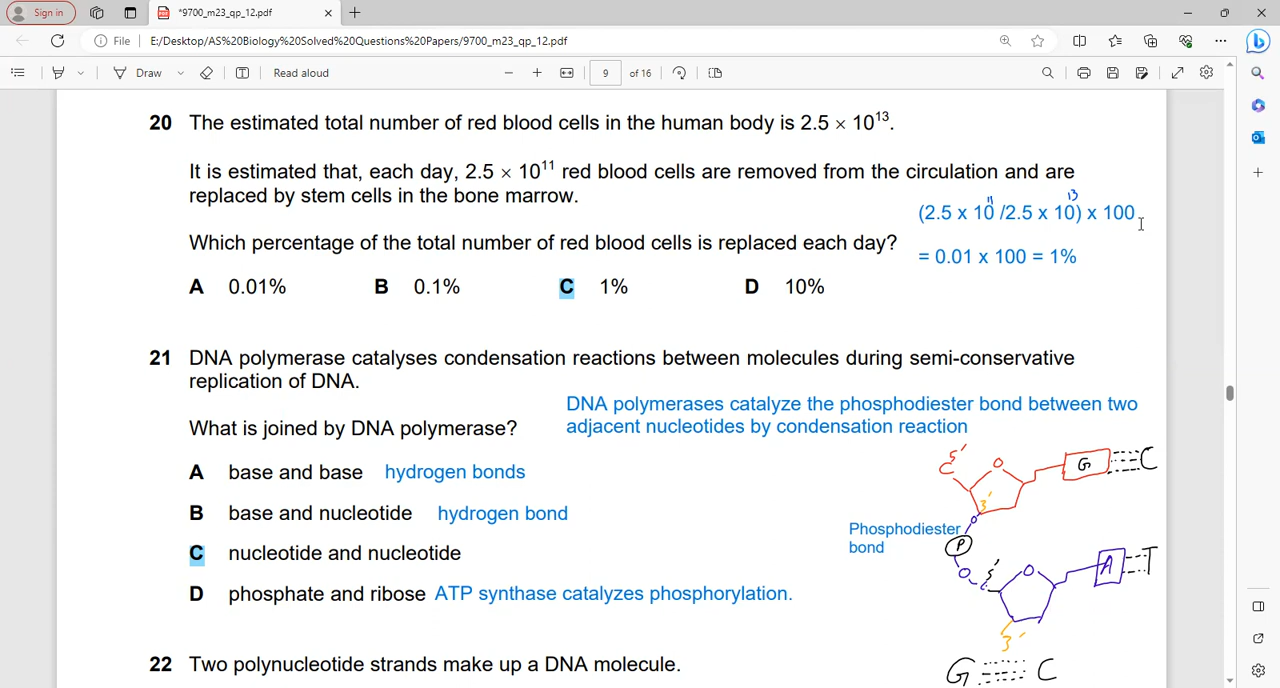 Sign in
*9700_m23_qp_12.pdf
File
E:/Desktop/AS%20Biology%20Solved%20Questions%20Papers/9700_m23_qp_12.pdf
Draw
Read aloud
9 of 16
20 The estimated total number of red blood cells in the human body is 2.5 × 10¹³.
It is estimated that, each day, 2.5 × 10¹¹ red blood cells are removed from the circulation and are
replaced by stem cells in the bone marrow.
(2.5 x 10¹¹ /2.5 x 10¹³) x 100
Which percentage of the total number of red blood cells is replaced each day?
= 0.01 x 100 = 1%
A 0.01% B 0.1% C 1% D 10%
21 DNA polymerase catalyses condensation reactions between molecules during semi-conservative
replication of DNA.
DNA polymerases catalyze the phosphodiester bond between two
adjacent nucleotides by condensation reaction
What is joined by DNA polymerase?
A base and base hydrogen bonds
B base and nucleotide hydrogen bond
C nucleotide and nucleotide
D phosphate and ribose ATP synthase catalyzes phosphorylation.
5' O G C
3'
Phosphodiester
bond
O
P
O 5' O A T
3'
G C
22 Two polynucleotide strands make up a DNA molecule.